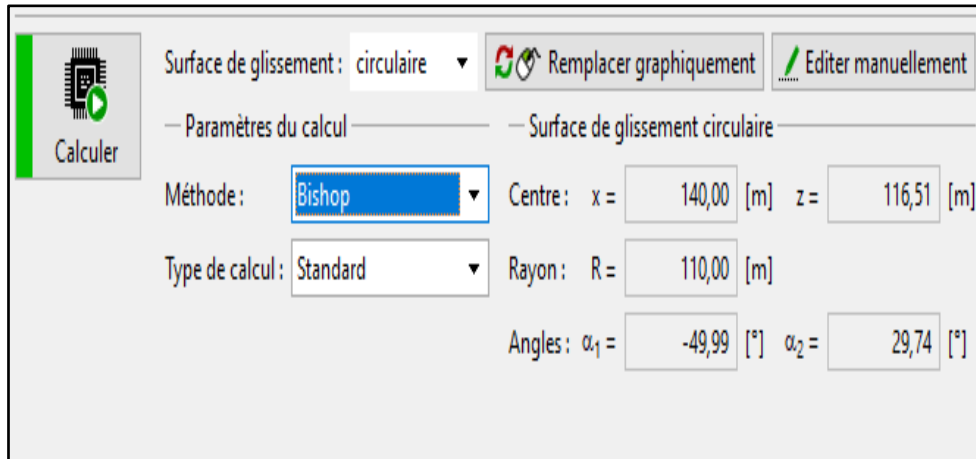 Surface de glissement : circulaire Remplacer graphiquement Editer manuellement
Calculer
Paramètres du calcul Surface de glissement circulaire
Méthode : Bishop Centre : x = 140,00 [m] z = 116,51 [m]
Type de calcul : Standard Rayon : R = 110,00 [m]
Angles : α1 = -49,99 [°] α2 = 29,74 [°]